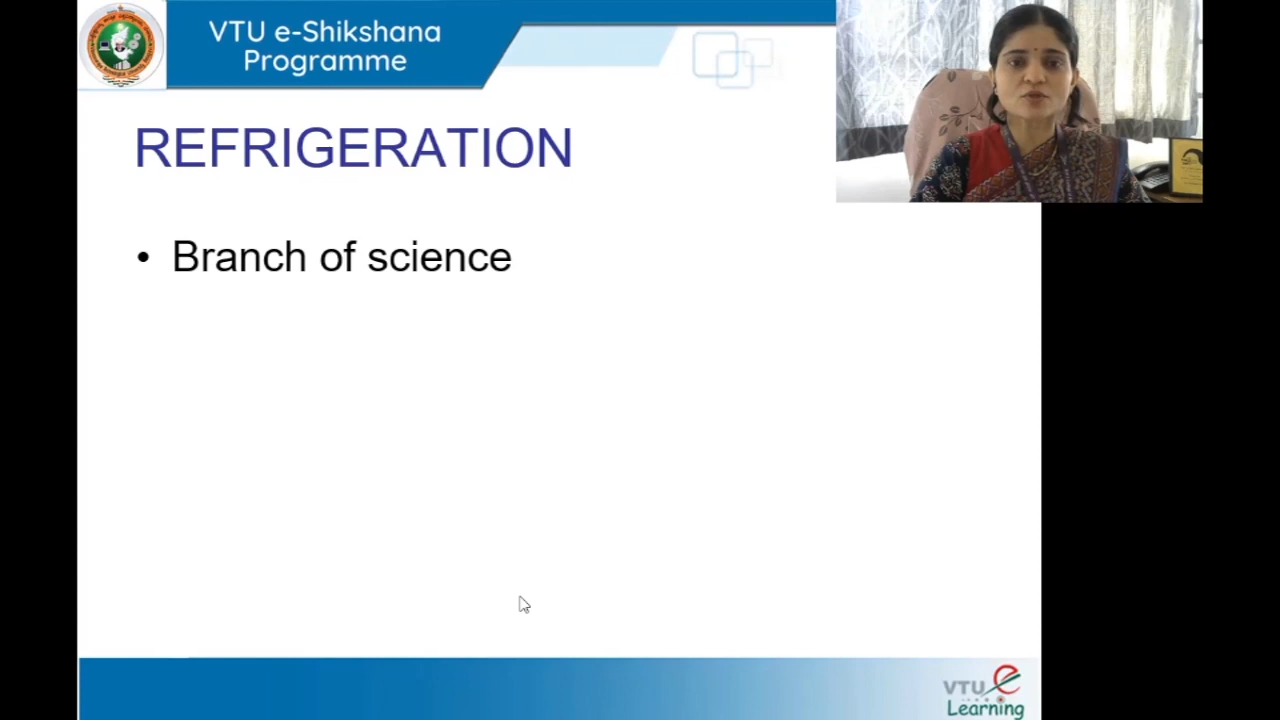 VTU e-Shikshana
Programme
REFRIGERATION
• Branch of science
VTU e
Learning